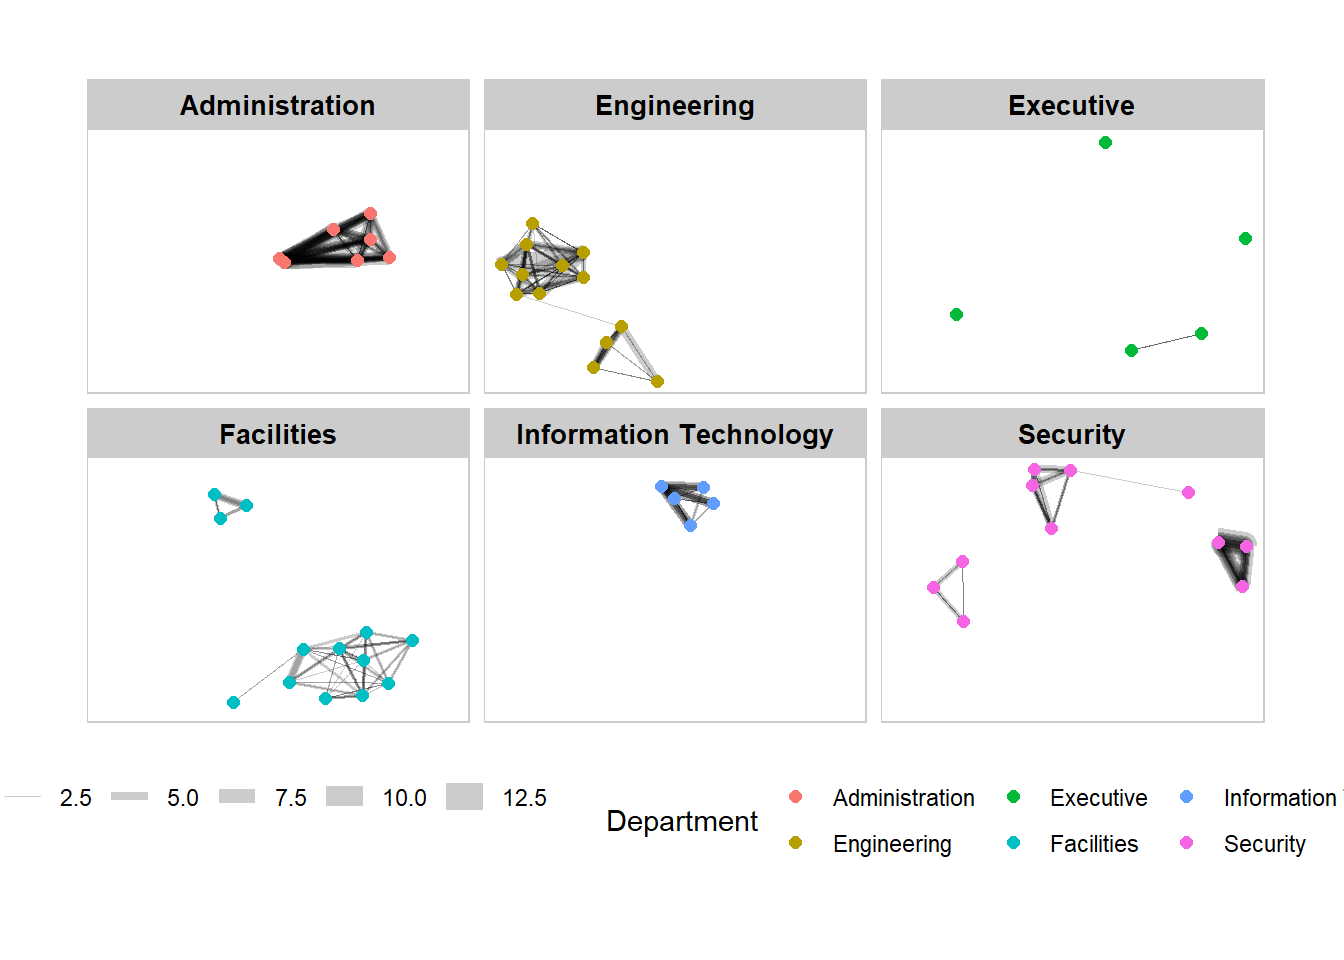 Administration
Engineering
Executive
Facilities
Information Technology
Security
2.5 5.0 7.5 10.0 12.5
Department
Administration
Executive
Information
Engineering
Facilities
Security